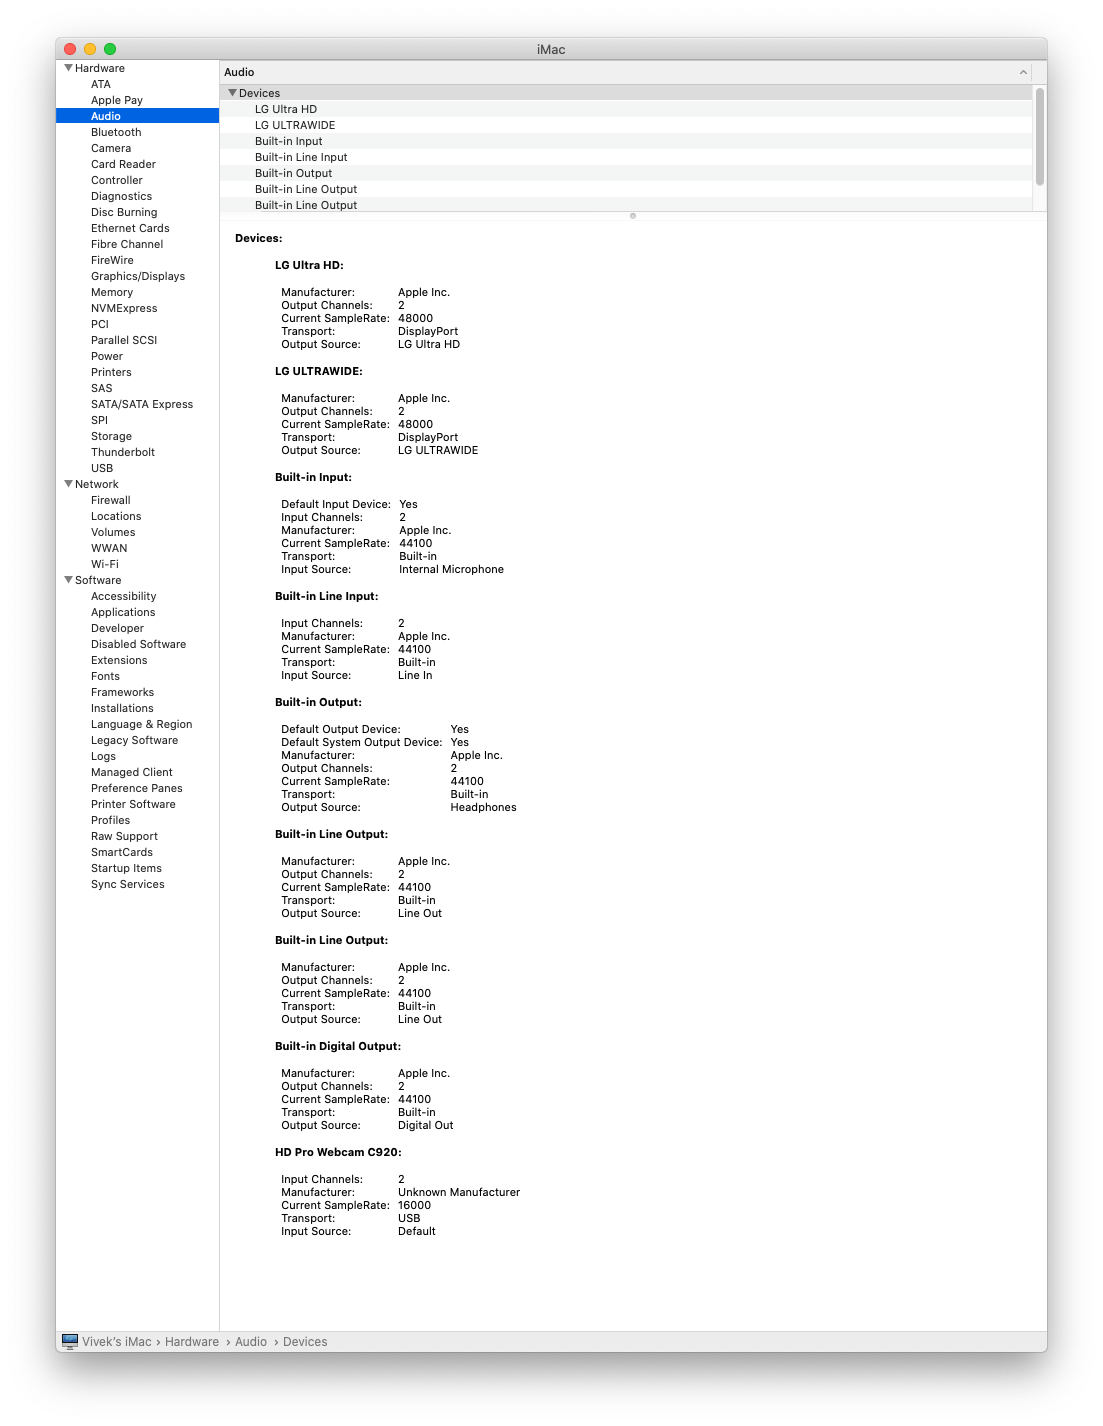 iMac
Hardware
ATA
Apple Pay
Audio
Bluetooth
Camera
Card Reader
Controller
Diagnostics
Disc Burning
Ethernet Cards
Fibre Channel
FireWire
Graphics/Displays
Memory
NVMExpress
PCI
Parallel SCSI
Power
Printers
SAS
SATA/SATA Express
SPI
Storage
Thunderbolt
USB
Network
Firewall
Locations
Volumes
WWAN
Wi-Fi
Software
Accessibility
Applications
Developer
Disabled Software
Extensions
Fonts
Frameworks
Installations
Language & Region
Legacy Software
Logs
Managed Client
Preference Panes
Printer Software
Profiles
Raw Support
SmartCards
Startup Items
Sync Services
Audio
Devices
LG Ultra HD
LG ULTRAWIDE
Built-in Input
Built-in Line Input
Built-in Output
Built-in Line Output
Built-in Line Output
Devices:
LG Ultra HD:
Manufacturer: Apple Inc.
Output Channels: 2
Current SampleRate: 48000
Transport: DisplayPort
Output Source: LG Ultra HD
LG ULTRAWIDE:
Manufacturer: Apple Inc.
Output Channels: 2
Current SampleRate: 48000
Transport: DisplayPort
Output Source: LG ULTRAWIDE
Built-in Input:
Default Input Device: Yes
Input Channels: 2
Manufacturer: Apple Inc.
Current SampleRate: 44100
Transport: Built-in
Input Source: Internal Microphone
Built-in Line Input:
Input Channels: 2
Manufacturer: Apple Inc.
Current SampleRate: 44100
Transport: Built-in
Input Source: Line In
Built-in Output:
Default Output Device: Yes
Default System Output Device: Yes
Manufacturer: Apple Inc.
Output Channels: 2
Current SampleRate: 44100
Transport: Built-in
Output Source: Headphones
Built-in Line Output:
Manufacturer: Apple Inc.
Output Channels: 2
Current SampleRate: 44100
Transport: Built-in
Output Source: Line Out
Built-in Line Output:
Manufacturer: Apple Inc.
Output Channels: 2
Current SampleRate: 44100
Transport: Built-in
Output Source: Line Out
Built-in Digital Output:
Manufacturer: Apple Inc.
Output Channels: 2
Current SampleRate: 44100
Transport: Built-in
Output Source: Digital Out
HD Pro Webcam C920:
Input Channels: 2
Manufacturer: Unknown Manufacturer
Current SampleRate: 16000
Transport: USB
Input Source: Default
Vivek’s iMac › Hardware › Audio › Devices